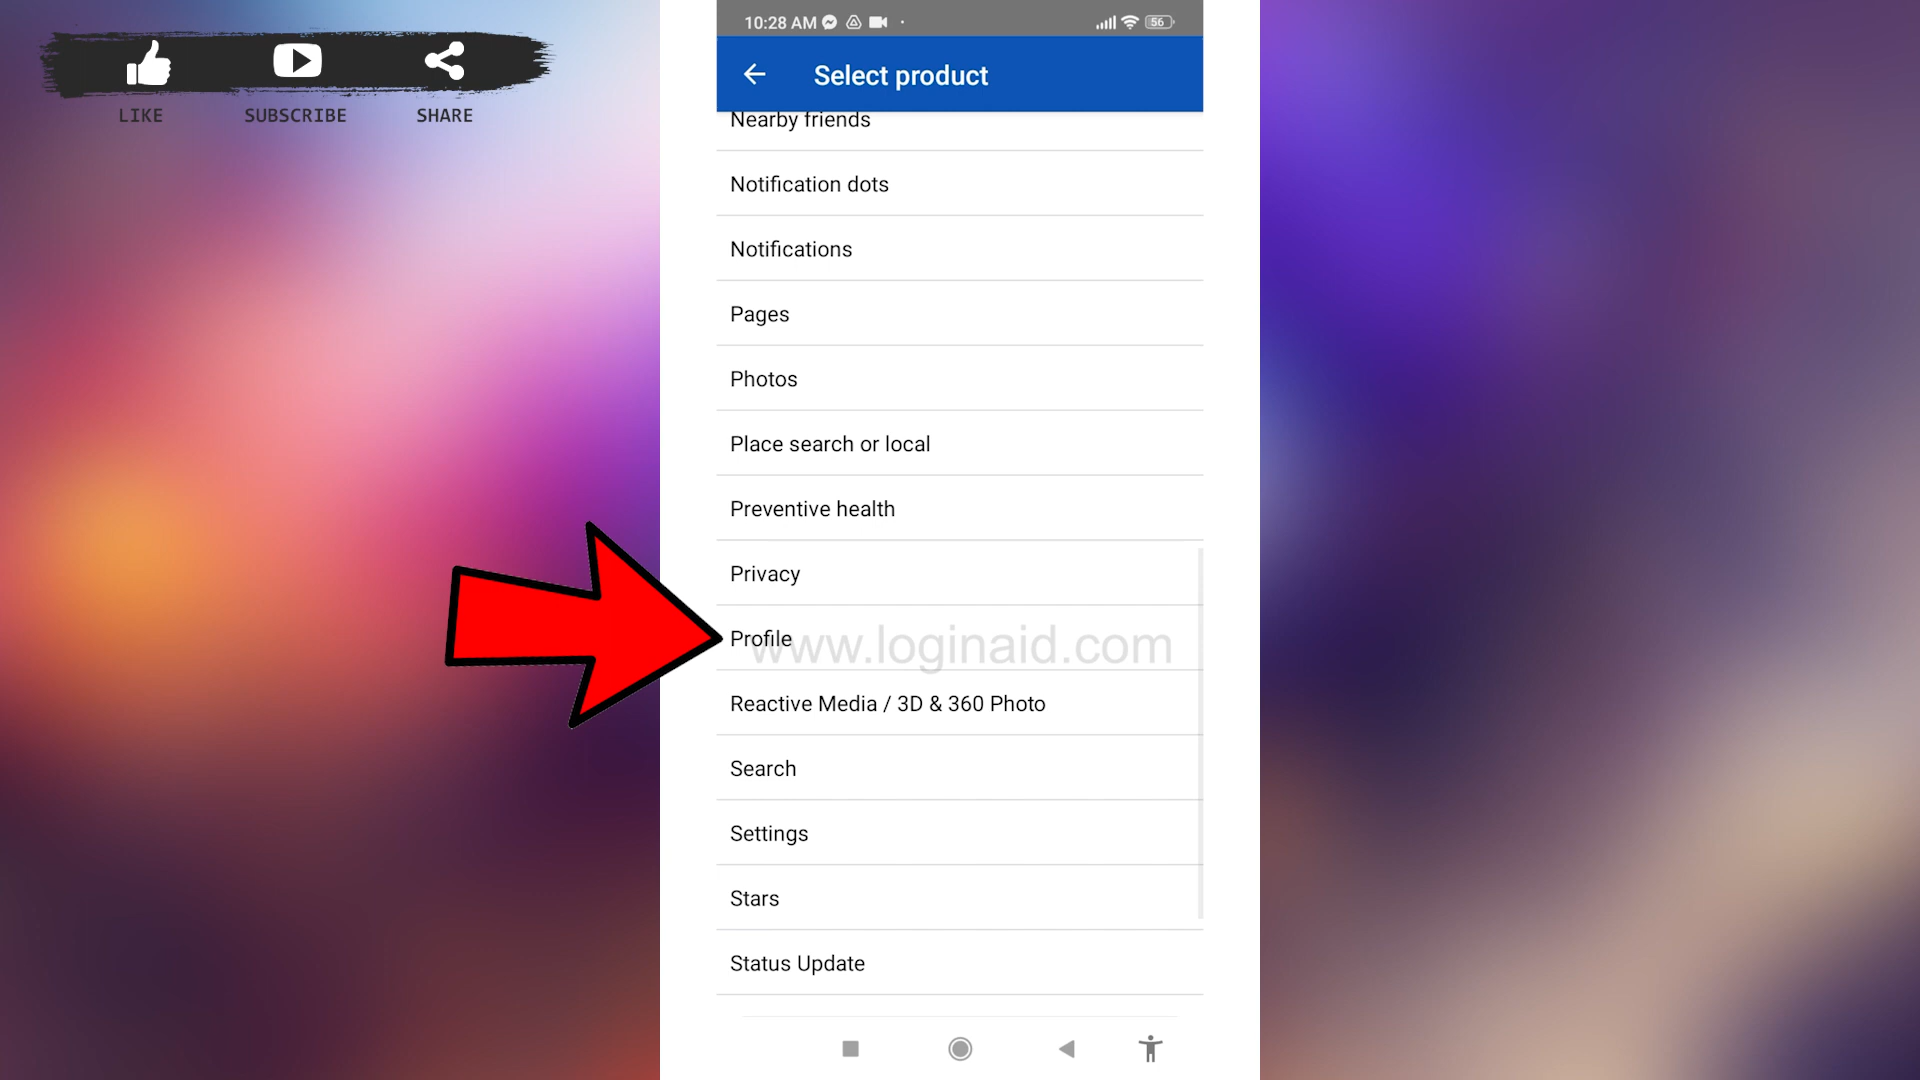 LIKE
SUBSCRIBE
SHARE
10:28 AM
56
Select product
Nearby friends
Notification dots
Notifications
Pages
Photos
Place search or local
Preventive health
Privacy
Profile
www.loginaid.com
Reactive Media / 3D & 360 Photo
Search
Settings
Stars
Status Update